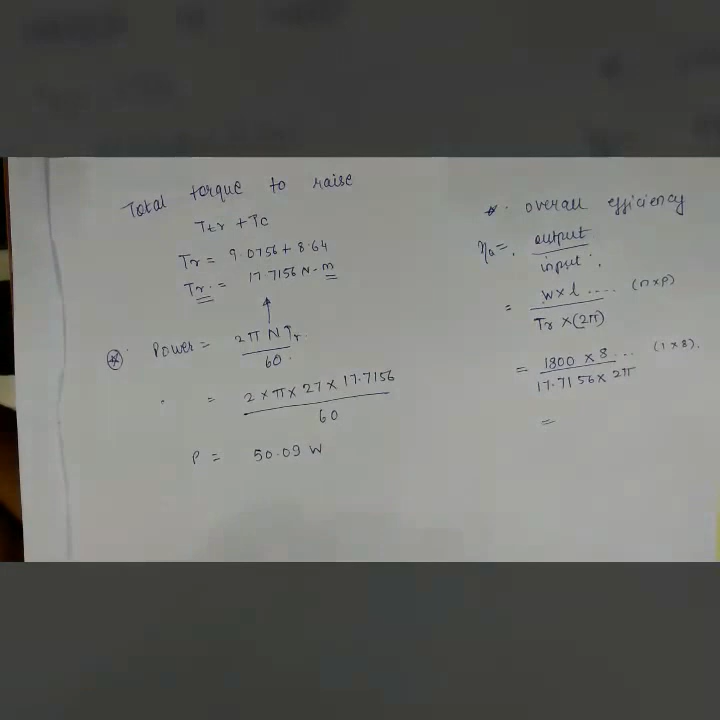 Total torque to raise
Ttr + Tc
Tr = 9.0756 + 8.64
Tr = 17.7156 N-m
Power = 2π N Tr / 60
= 2 × π × 27 × 17.7156 / 60
P = 50.09 W
* overall efficiency
ηo = output / input
= W × l .... (n×p) / Tr × (2π)
= 1800 × 8 ... (1 × 8). / 17.7156 × 2π
=